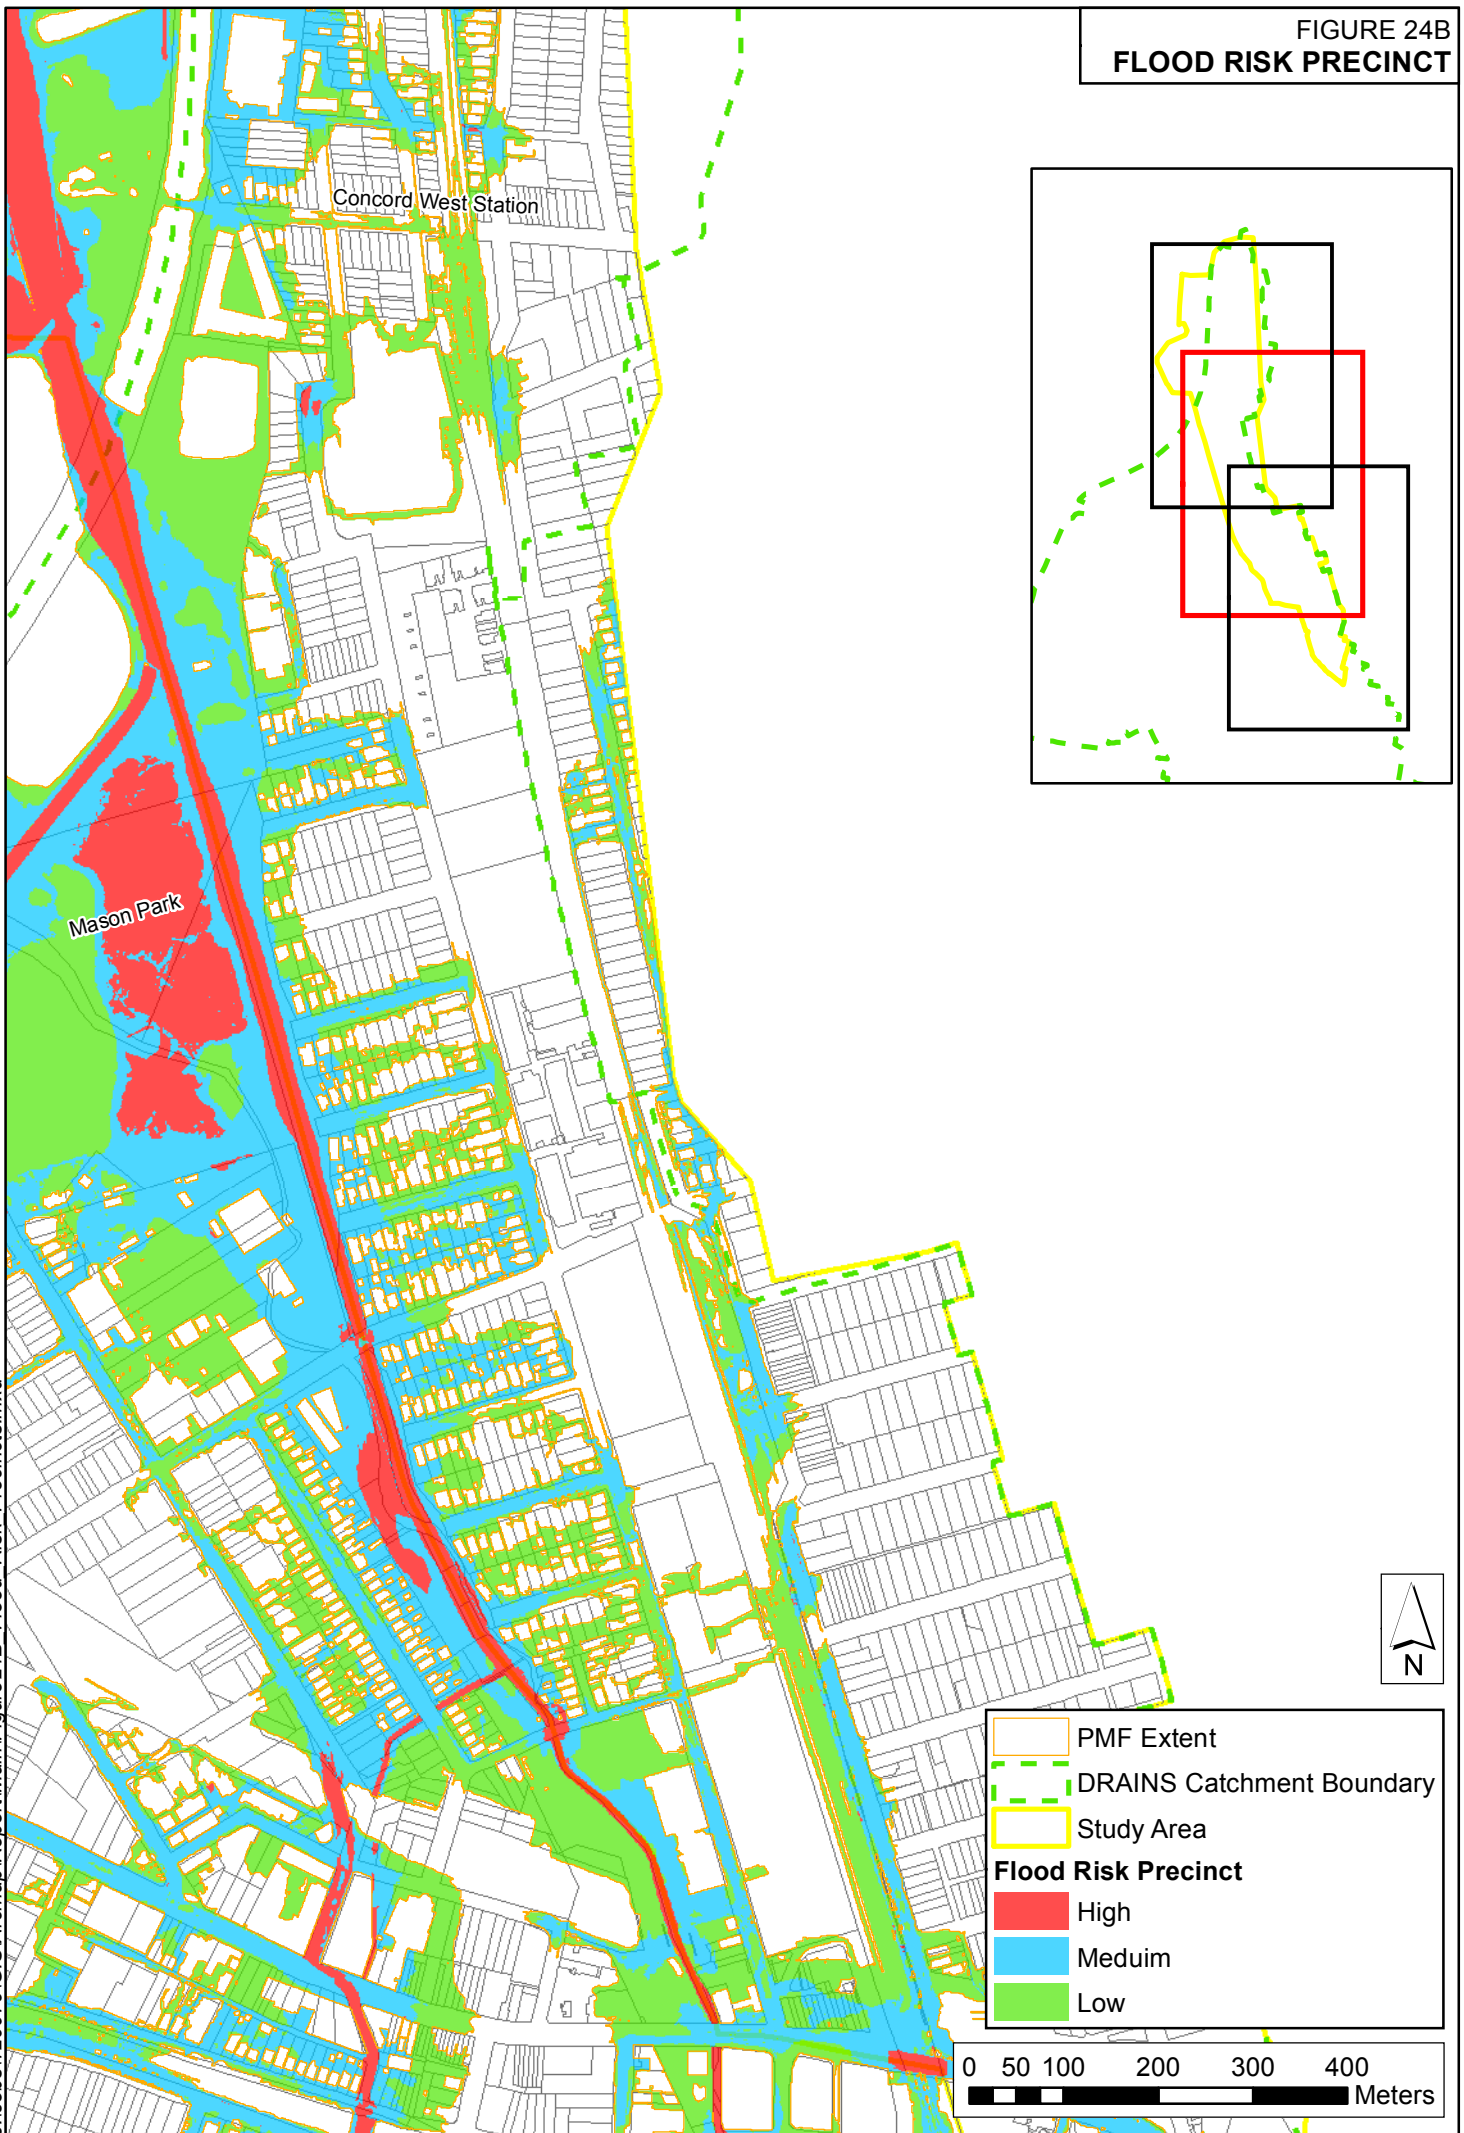 FIGURE 24B
FLOOD RISK PRECINCT
Concord West Station
Mason Park
N
PMF Extent
DRAINS Catchment Boundary
Study Area
Flood Risk Precinct
High
Meduim
Low
0 50 100 200 300 400
Meters